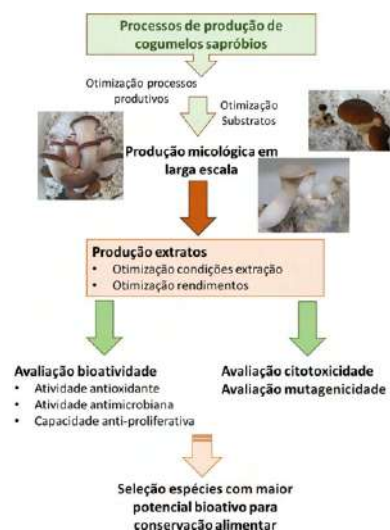 Processos de produção de
cogumelos sapróbios
Otimização processos
produtivos
Otimização
Substratos
Produção micológica em
larga escala
Produção extratos
• Otimização condições extração
• Otimização rendimentos
Avaliação bioatividade
• Atividade antioxidante
• Atividade antimicrobiana
• Capacidade anti-proliferativa
Avaliação citotoxicidade
Avaliação mutagenicidade
Seleção espécies com maior
potencial bioativo para
conservação alimentar